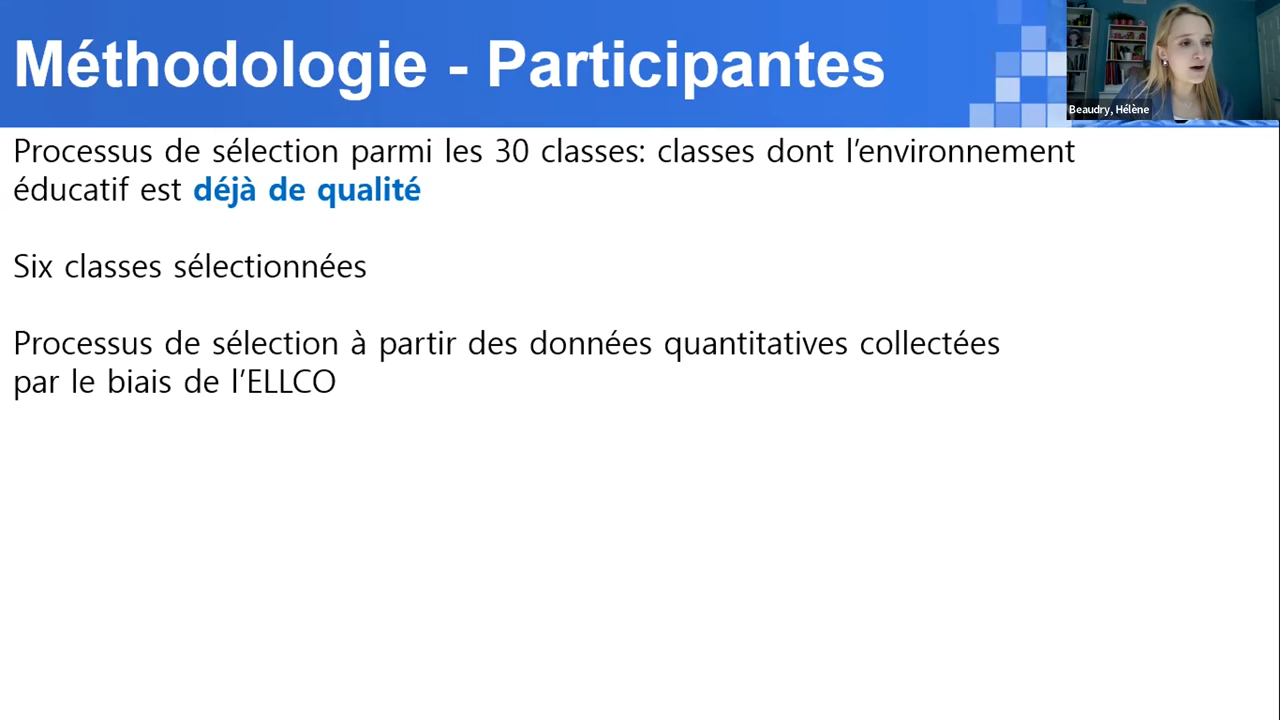 Méthodologie - Participantes
Beaudry, Hélène
Processus de sélection parmi les 30 classes: classes dont l’environnement
éducatif est déjà de qualité
Six classes sélectionnées
Processus de sélection à partir des données quantitatives collectées
par le biais de l’ELLCO